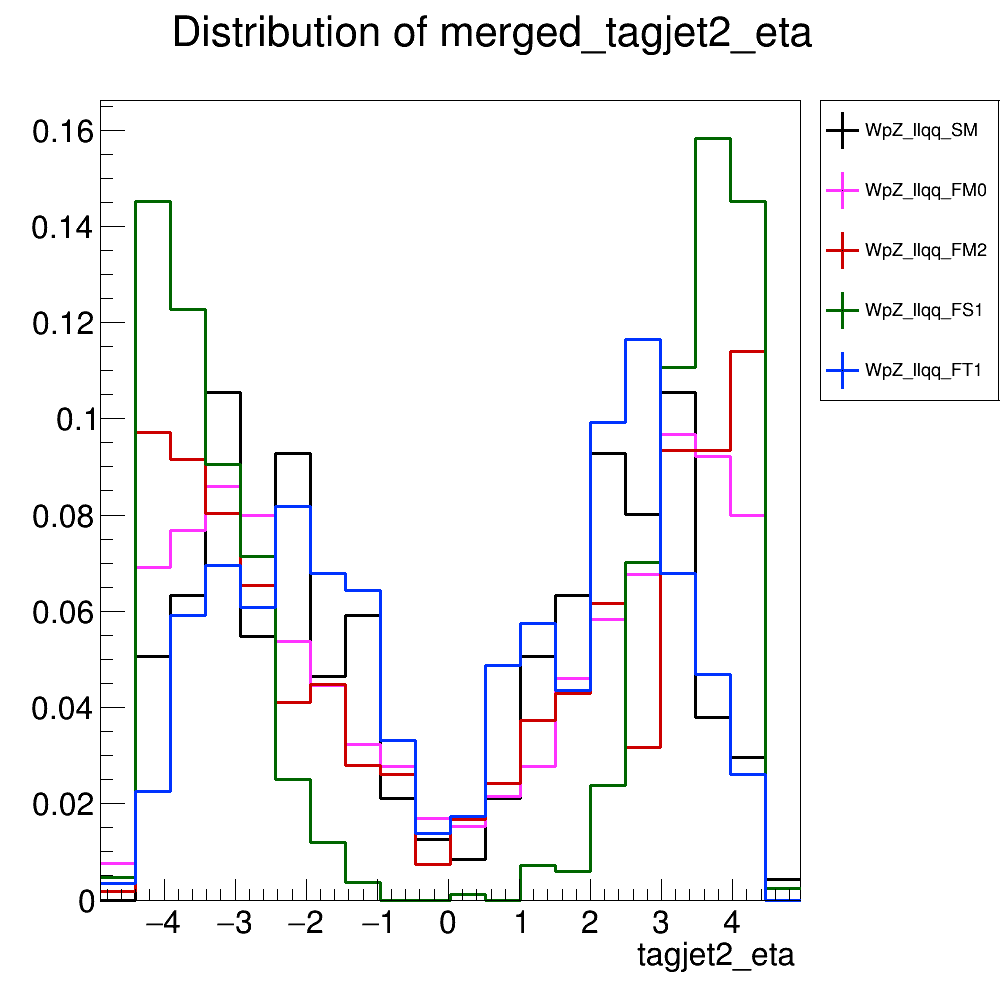 Distribution of merged_tagjet2_eta
0.16
0.14
0.12
0.1
0.08
0.06
0.04
0.02
0
−4 −3 −2 −1 0 1 2 3 4
tagjet2_eta
WpZ_llqq_SM
WpZ_llqq_FM0
WpZ_llqq_FM2
WpZ_llqq_FS1
WpZ_llqq_FT1